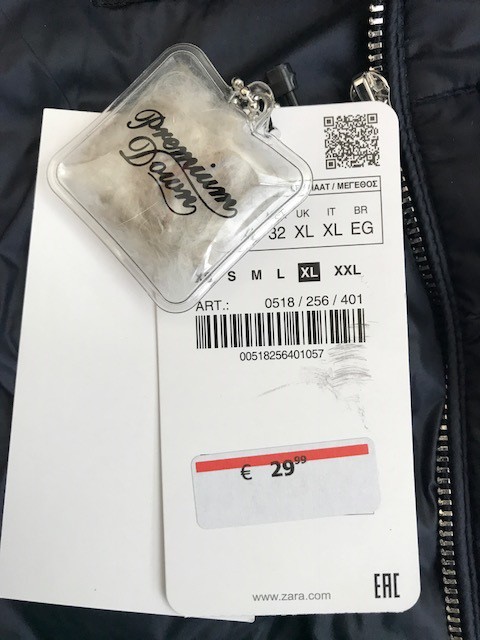 Premium
Down
MAAT / ΜΕΓΕΘΟΣ
UK IT BR
32 XL XL EG
S M L XL XXL
ART.: 0518 / 256 / 401
00518256401057
€ 29⁹⁹
www.zara.com
EAC